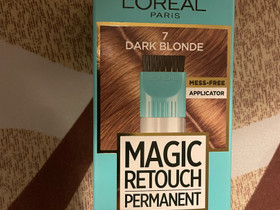 L'ORÉAL
PARIS
7
DARK BLONDE
MESS-FREE
APPLICATOR
MAGIC
RETOUCH
PERMANENT